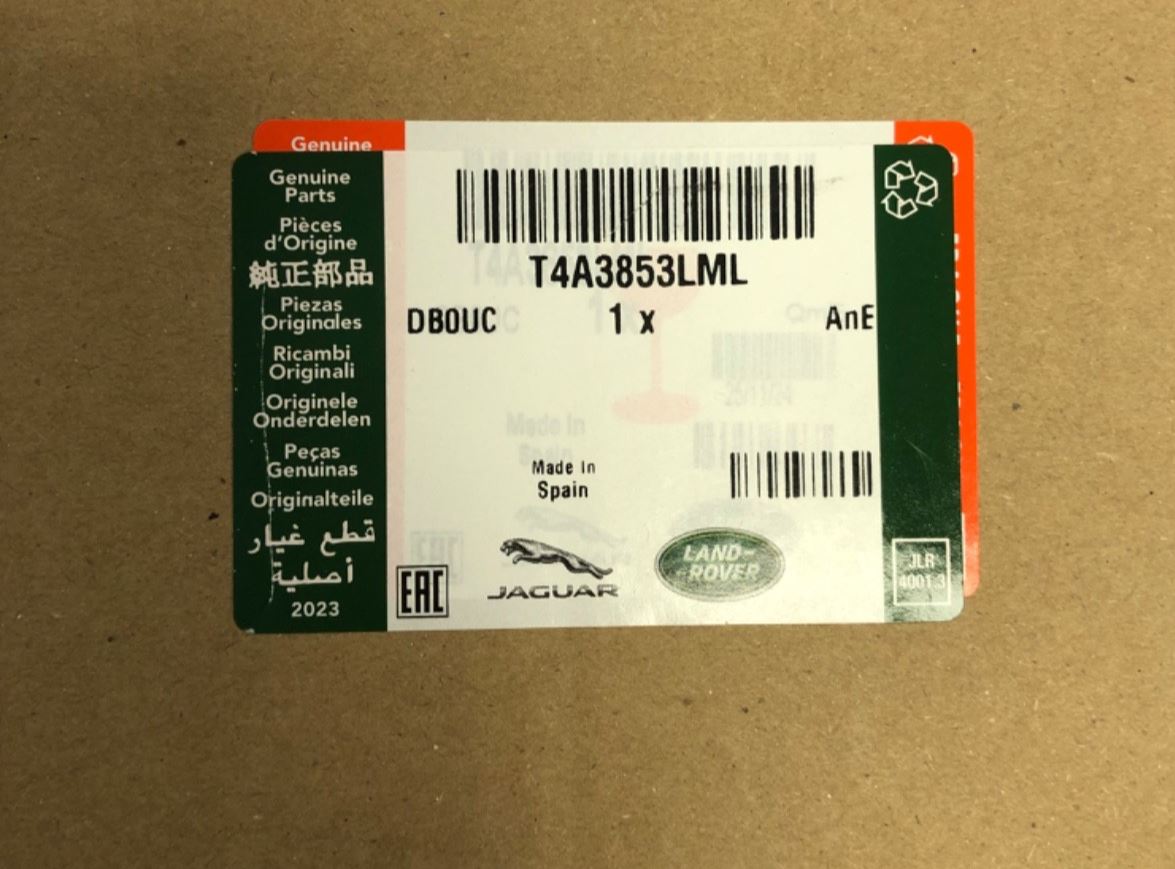 Genuine
Genuine
Parts
Pièces
d'Origine
純正部品
Piezas
Originales
Ricambi
Originali
Originele
Onderdelen
Peças
Genuinas
Originalteile
قطع غيار
أصلية
2023
T4A3853LML
DBOUC 1 x AnE
Made In
Spain
EAC
JAGUAR
LAND-
-ROVER
JLR
4001.3